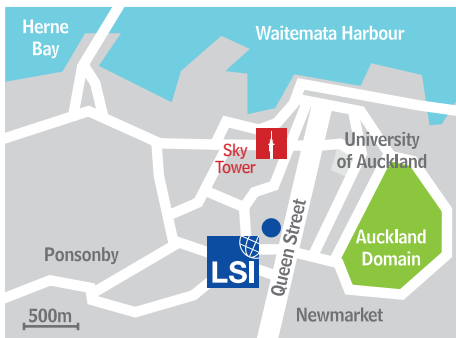 Herne
Bay
Waitemata Harbour
University
of Auckland
Sky
Tower
Queen Street
Auckland
Domain
Ponsonby
LSI
Newmarket
500m